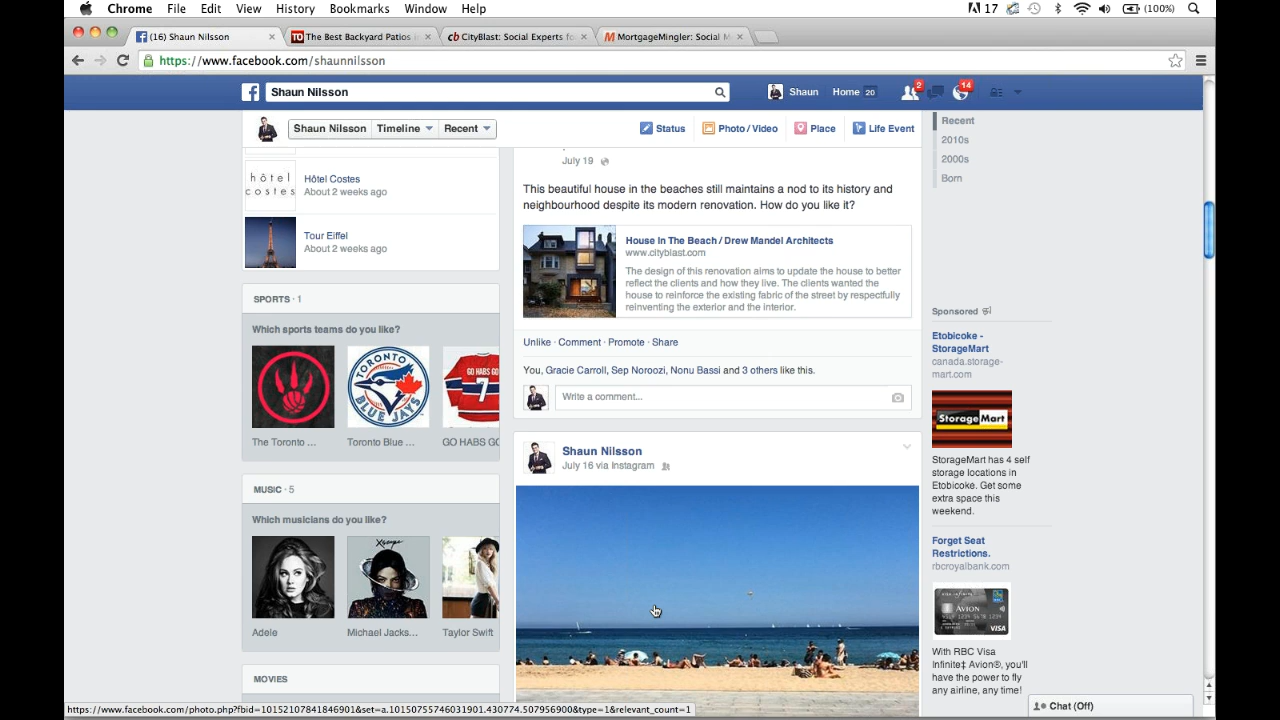 Chrome File Edit View History Bookmarks Window Help
17 (100%)
(16) Shaun Nilsson
The Best Backyard Patios i
CityBlast: Social Experts fo
MortgageMingler: Social M
https://www.facebook.com/shaunnilsson
Shaun Nilsson
Shaun
Home 20
2
14
Shaun Nilsson
Timeline
Recent
Status
Photo / Video
Place
Life Event
hôtel
costes
Hôtel Costes
About 2 weeks ago
Tour Eiffel
About 2 weeks ago
SPORTS · 1
Which sports teams do you like?
TORONTO
BLUE JAYS
GO HABS GO
7
The Toronto ...
Toronto Blue ...
GO HABS GO
MUSIC · 5
Which musicians do you like?
Xscape
Adele
Michael Jacks...
Taylor Swift
MOVIES
July 19
This beautiful house in the beaches still maintains a nod to its history and
neighbourhood despite its modern renovation. How do you like it?
House In The Beach / Drew Mandel Architects
www.cityblast.com
The design of this renovation aims to update the house to better
reflect the clients and how they live. The clients wanted the
house to reinforce the existing fabric of the street by respectfully
reinventing the exterior and the interior.
Unlike · Comment · Promote · Share
You, Gracie Carroll, Sep Noroozi, Nonu Bassi and 3 others like this.
Write a comment...
Shaun Nilsson
July 16 via Instagram
Recent
2010s
2000s
Born
Sponsored
Etobicoke -
StorageMart
canada.storage-
mart.com
StorageMart
StorageMart has 4 self
storage locations in
Etobicoke. Get some
extra space this
weekend.
Forget Seat
Restrictions.
rbcroyalbank.com
AVION
VISA
With RBC Visa
Infinite‡ Avion®, you'll
have the power to fly
any airline, any time!
Chat (Off)
https://www.facebook.com/photo.php?fbid=10152107841846901&set=a.10150755746031901.430774.507956900&type=1&relevant_count=1